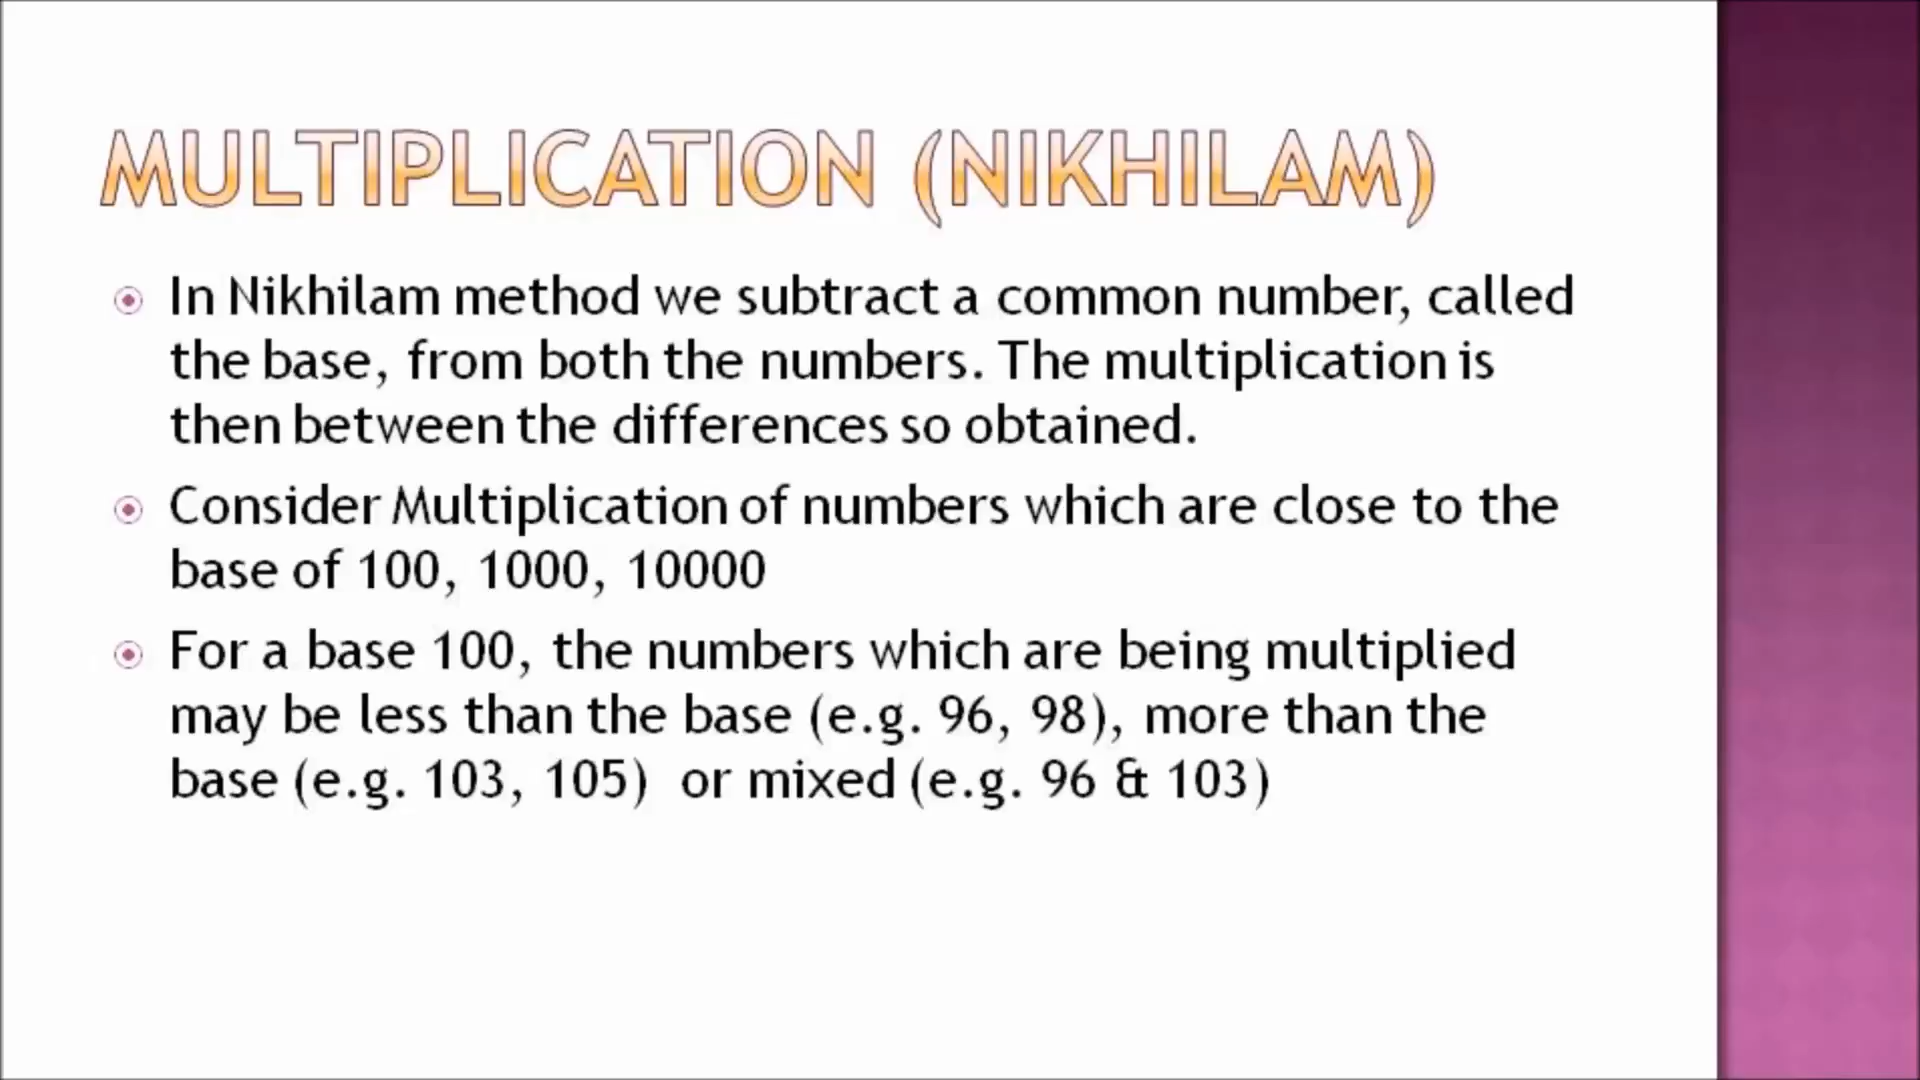 MULTIPLICATION (NIKHILAM)
In Nikhilam method we subtract a common number, called
the base, from both the numbers. The multiplication is
then between the differences so obtained.
Consider Multiplication of numbers which are close to the
base of 100, 1000, 10000
For a base 100, the numbers which are being multiplied
may be less than the base (e.g. 96, 98), more than the
base (e.g. 103, 105) or mixed (e.g. 96 & 103)